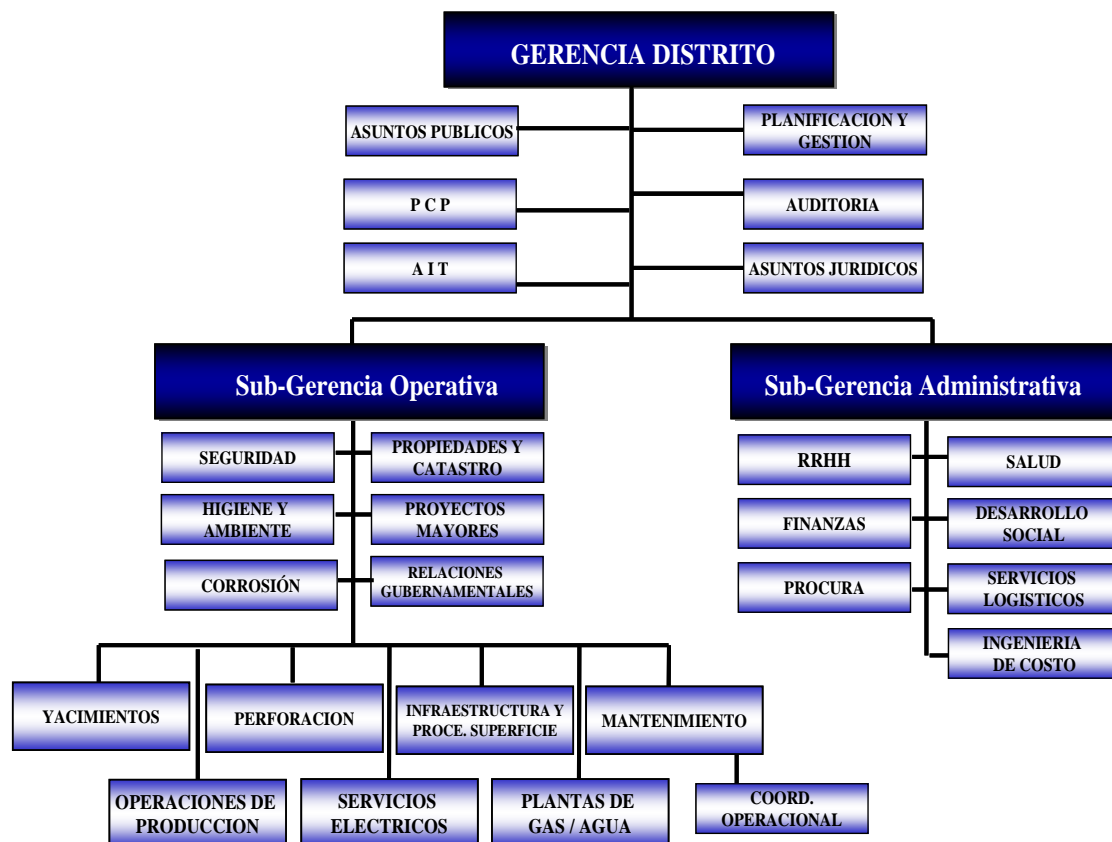 GERENCIA DISTRITO
ASUNTOS PUBLICOS
PLANIFICACION Y
GESTION
P C P
AUDITORIA
A I T
ASUNTOS JURIDICOS
Sub-Gerencia Operativa
Sub-Gerencia Administrativa
SEGURIDAD
PROPIEDADES Y
CATASTRO
HIGIENE Y
AMBIENTE
PROYECTOS
MAYORES
CORROSIÓN
RELACIONES
GUBERNAMENTALES
RRHH
SALUD
FINANZAS
DESARROLLO
SOCIAL
PROCURA
SERVICIOS
LOGISTICOS
INGENIERIA
DE COSTO
YACIMIENTOS
PERFORACION
INFRAESTRUCTURA Y
PROCE. SUPERFICIE
MANTENIMIENTO
OPERACIONES DE
PRODUCCION
SERVICIOS
ELECTRICOS
PLANTAS DE
GAS / AGUA
COORD.
OPERACIONAL